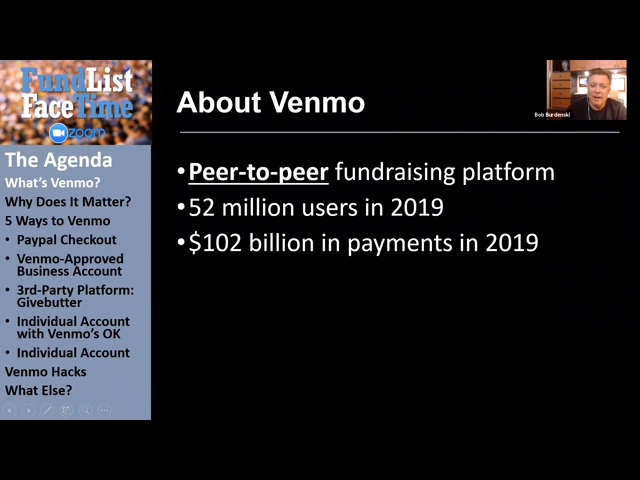 FundList
FaceTime
zoom
The Agenda
What's Venmo?
Why Does It Matter?
5 Ways to Venmo
• Paypal Checkout
• Venmo-Approved
Business Account
• 3rd-Party Platform:
Givebutter
• Individual Account
with Venmo's OK
• Individual Account
Venmo Hacks
What Else?
About Venmo
•Peer-to-peer fundraising platform
•52 million users in 2019
•$102 billion in payments in 2019
Bob Burdenski